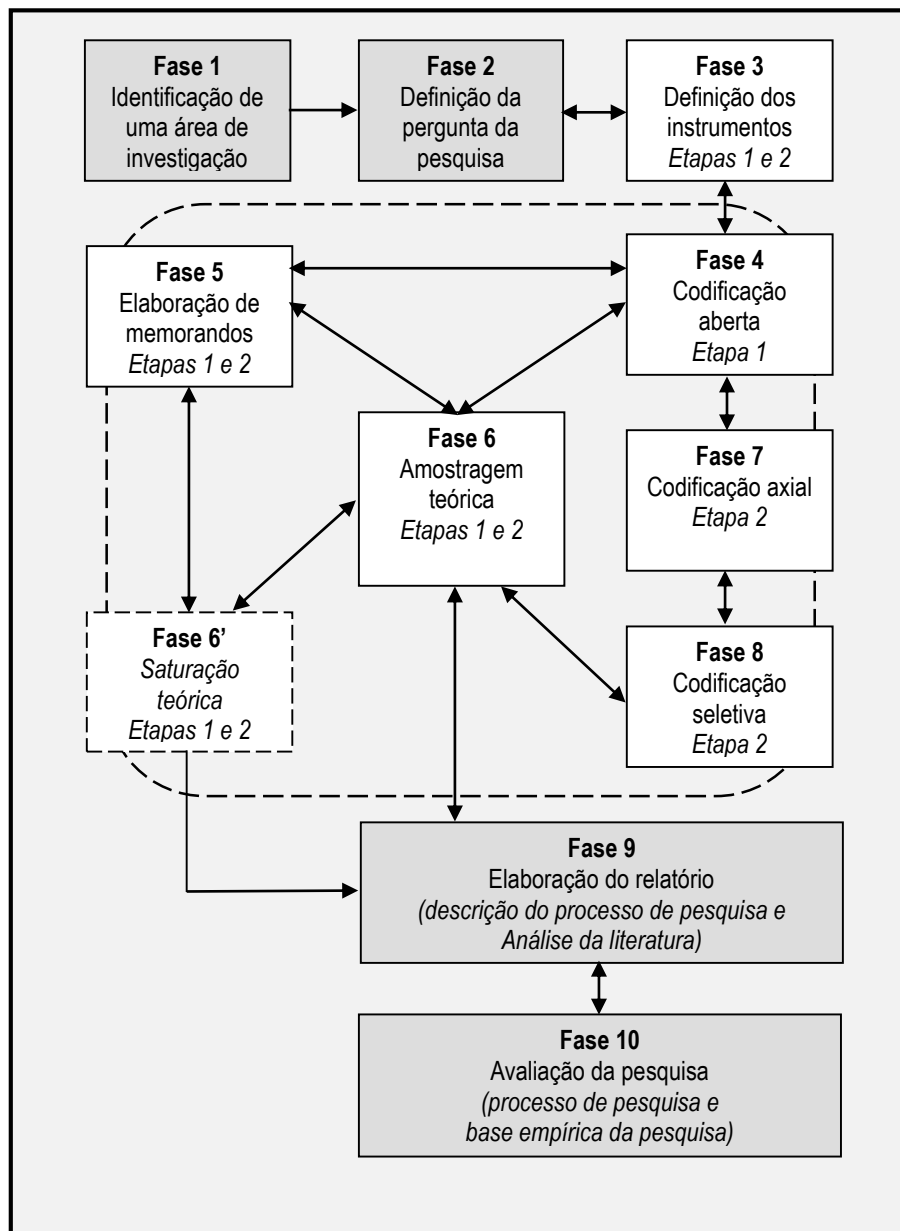 Fase 1
Identificação de
uma área de
investigação
Fase 2
Definição da
pergunta da
pesquisa
Fase 3
Definição dos
instrumentos
Etapas 1 e 2
Fase 5
Elaboração de
memorandos
Etapas 1 e 2
Fase 4
Codificação
aberta
Etapa 1
Fase 6
Amostragem
teórica
Etapas 1 e 2
Fase 7
Codificação axial
Etapa 2
Fase 6’
Saturação
teórica
Etapas 1 e 2
Fase 8
Codificação
seletiva
Etapa 2
Fase 9
Elaboração do relatório
(descrição do processo de pesquisa e
Análise da literatura)
Fase 10
Avaliação da pesquisa
(processo de pesquisa e
base empírica da pesquisa)